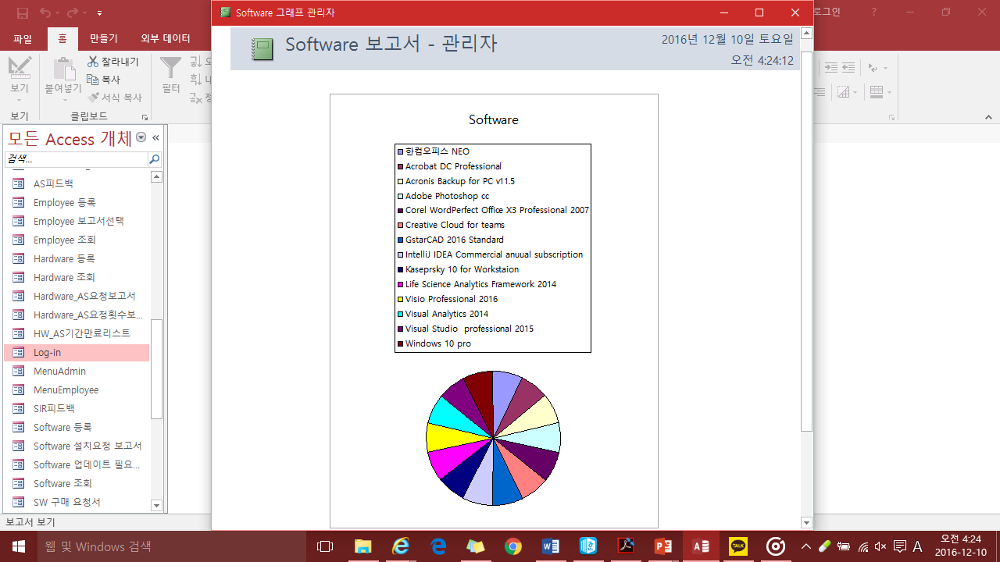 Software 그래프 관리자
로그인
?
파일
홈
만들기
외부 데이터
보기
붙여넣기
잘라내기
복사
서식 복사
필터
보기
클립보드
Software 보고서 - 관리자
2016년 12월 10일 토요일
오전 4:24:12
모든 Access 개체
검색...
AS피드백
Employee 등록
Employee 보고서선택
Employee 조회
Hardware 등록
Hardware 조회
Hardware_AS요청보고서
Hardware_AS요청횟수보...
HW_AS기간만료리스트
Log-in
MenuAdmin
MenuEmployee
SIR피드백
Software 등록
Software 설치요청 보고서
Software 업데이트 필요...
Software 조회
SW 구매 요청서
Software
한컴오피스 NEO
Acrobat DC Professional
Acronis Backup for PC v11.5
Adobe Photoshop cc
Corel WordPerfect Office X3 Professional 2007
Creative Cloud for teams
GstarCAD 2016 Standard
IntelliJ IDEA Commercial anuual subscription
Kaseprsky 10 for Workstaion
Life Science Analytics Framework 2014
Visio Professional 2016
Visual Analytics 2014
Visual Studio  professional 2015
Windows 10 pro
보고서 보기
웹 및 Windows 검색
TALK
A
오전 4:24
2016-12-10